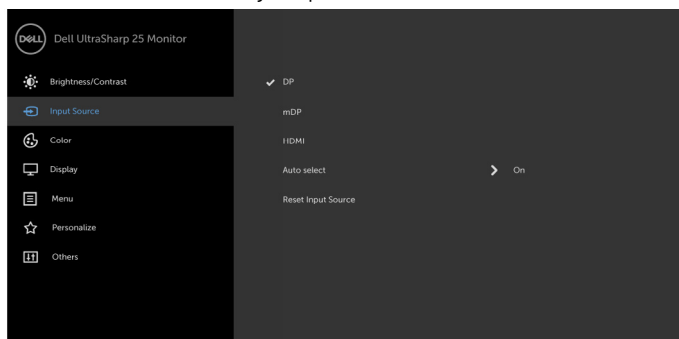 DELL
Dell UltraSharp 25 Monitor
Brightness/Contrast
Input Source
Color
Display
Menu
Personalize
Others
DP
mDP
HDMI
Auto select On
Reset Input Source